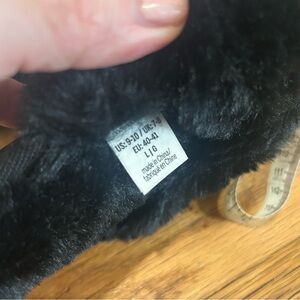 US:9-10 / UK:7-8
EU: 40-41
L | G
made in China/
fabriqué en Chine